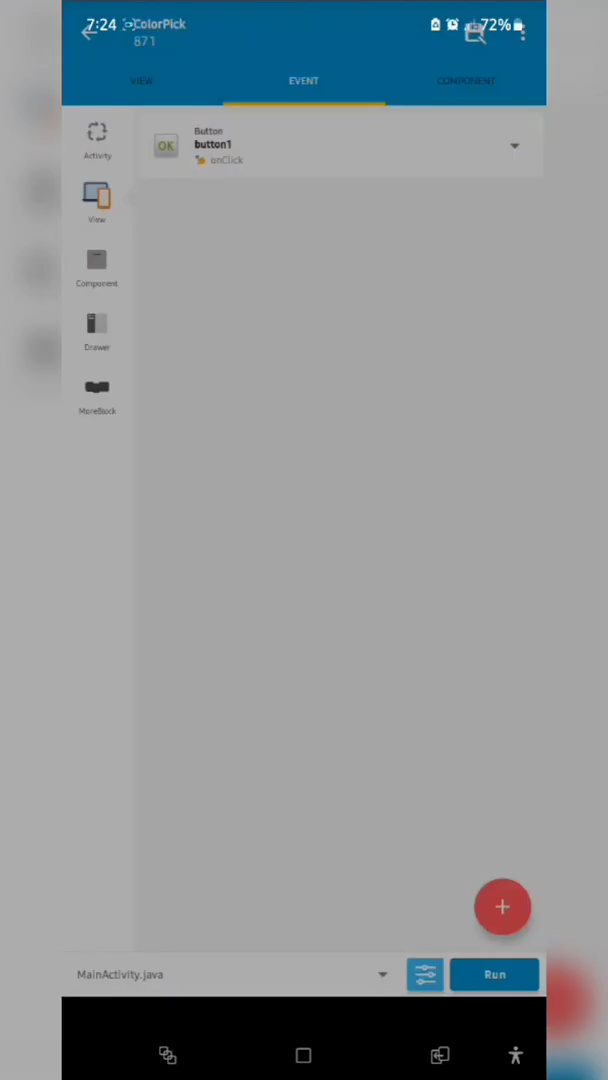 7:24
ColorPick
72%
871
VIEW
EVENT
COMPONENT
Activity
View
Component
Drawer
MoreBlock
OK
Button
button1
onClick
+
MainActivity.java
Run